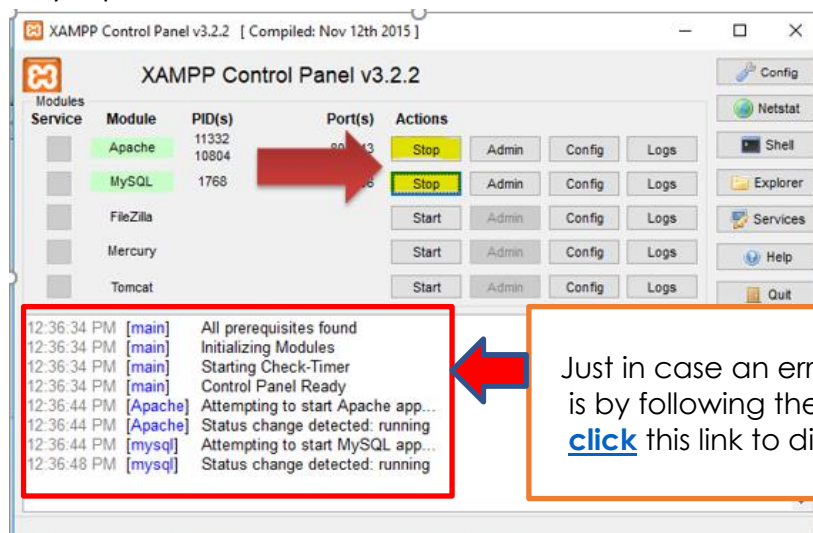 XAMPP Control Panel v3.2.2 [ Compiled: Nov 12th 2015 ]
XAMPP Control Panel v3.2.2
Config
Modules
Service Module PID(s) Port(s) Actions
Netstat
Apache 11332 10804 Stop Admin Config Logs
Shell
MySQL 1768 Stop Admin Config Logs
Explorer
FileZilla Start Admin Config Logs
Services
Mercury Start Admin Config Logs
Help
Tomcat Start Admin Config Logs
Quit
12:36:34 PM [main] All prerequisites found
12:36:34 PM [main] Initializing Modules
12:36:34 PM [main] Starting Check-Timer
12:36:34 PM [main] Control Panel Ready
12:36:44 PM [Apache] Attempting to start Apache app...
12:36:44 PM [Apache] Status change detected: running
12:36:44 PM [mysql] Attempting to start MySQL app...
12:36:48 PM [mysql] Status change detected: running
Just in case an
is by following the
click this link to